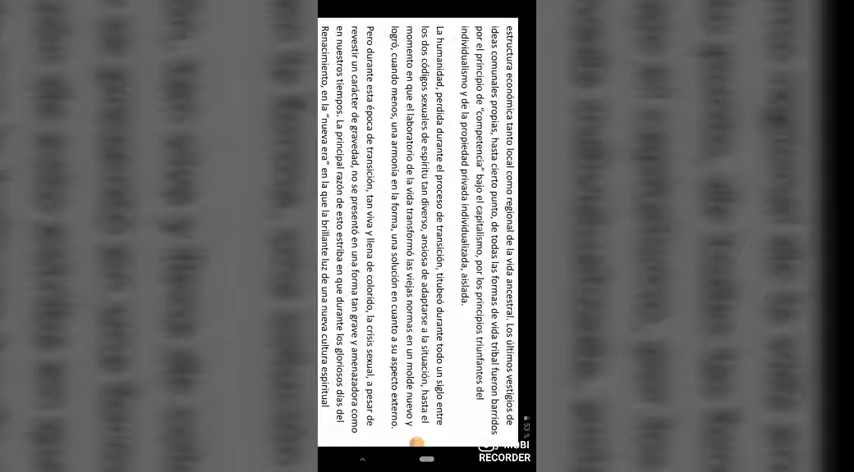 estructura económica tanto local como regional de la vida ancestral. Los últimos vestigios de
ideas comunales propias, hasta cierto punto, de todas las formas de vida tribal fueron barridos
por el principio de "competencia" bajo el capitalismo, por los principios triunfantes del
individualismo y de la propiedad privada individualizada, aislada.
La humanidad, perdida durante el proceso de transición, titubeó durante todo un siglo entre
los dos códigos sexuales de espíritu tan diverso, ansiosa de adaptarse a la situación, hasta el
momento en que el laboratorio de la vida transformó las viejas normas en un molde nuevo y
logró, cuando menos, una armonía en la forma, una solución en cuanto a su aspecto externo.
Pero durante esta época de transición, tan viva y llena de colorido, la crisis sexual, a pesar de
revestir un carácter de gravedad, no se presentó en una forma tan grave y amenazadora como
en nuestros tiempos. La principal razón de esto estriba en que durante los gloriosos días del
Renacimiento, en la "nueva era" en la que la brillante luz de una nueva cultura espiritual
53 %
MOBI
RECORDER